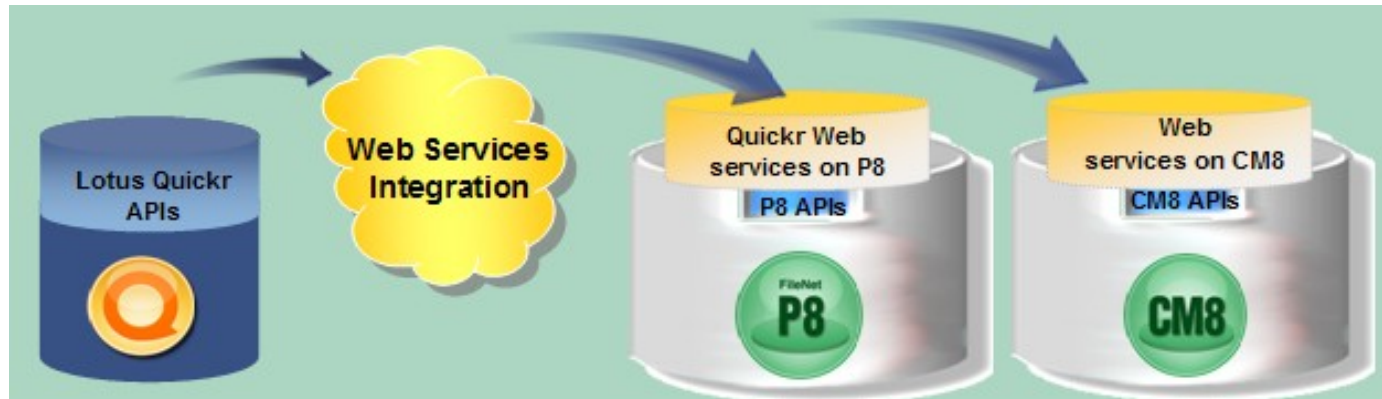 Lotus Quickr
APIs
Web Services
Integration
Quickr Web
services on P8
P8 APIs
FileNet
P8
Web
services on CM8
CM8 APIs
CM8